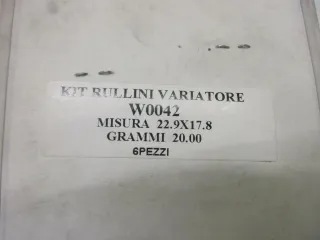 KIT RULLINI VARIATORE
W0042
MISURA 22.9X17.8
GRAMMI 20.00
6PEZZI